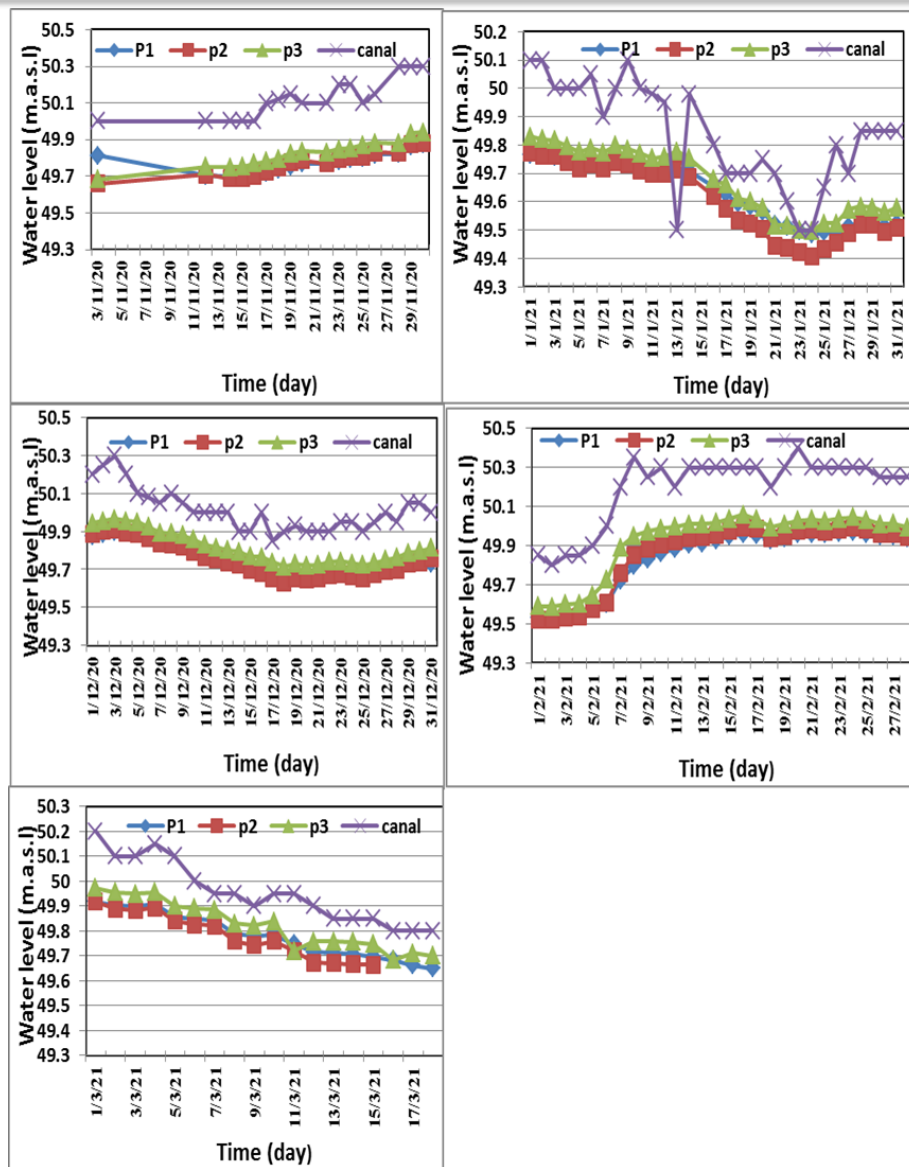 50.5
50.3
50.1
49.9
49.7
49.5
49.3
Water level (m.a.s.l)
P1 p2 p3 canal
3/11/20 5/11/20 7/11/20 9/11/20 11/11/20 13/11/20 15/11/20 17/11/20 19/11/20 21/11/20 23/11/20 25/11/20 27/11/20 29/11/20
Time (day)
50.2
50.1
50
49.9
49.8
49.7
49.6
49.5
49.4
49.3
Water level (m.a.s.l)
P1 p2 p3 canal
1/1/21 3/1/21 5/1/21 7/1/21 9/1/21 11/1/21 13/1/21 15/1/21 17/1/21 19/1/21 21/1/21 23/1/21 25/1/21 27/1/21 29/1/21 31/1/21
Time (day)
50.5
50.3
50.1
49.9
49.7
49.5
49.3
Water level (m.a.s.l)
P1 p2 p3 canal
1/12/20 3/12/20 5/12/20 7/12/20 9/12/20 11/12/20 13/12/20 15/12/20 17/12/20 19/12/20 21/12/20 23/12/20 25/12/20 27/12/20 29/12/20 31/12/20
Time (day)
50.5
50.3
50.1
49.9
49.7
49.5
49.3
Water level (m.a.s.l)
P1 p2 p3 canal
1/2/21 3/2/21 5/2/21 7/2/21 9/2/21 11/2/21 13/2/21 15/2/21 17/2/21 19/2/21 21/2/21 23/2/21 25/2/21 27/2/21
Time (day)
50.3
50.2
50.1
50
49.9
49.8
49.7
49.6
49.5
49.4
49.3
Water level (m.a.s.l)
P1 p2 p3 canal
1/3/21 3/3/21 5/3/21 7/3/21 9/3/21 11/3/21 13/3/21 15/3/21 17/3/21
Time (day)